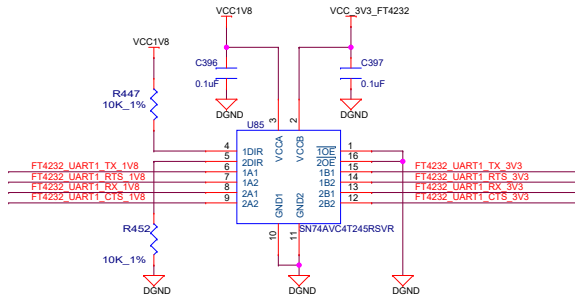 VCC1V8
VCC_3V3_FT4232
VCC1V8
C396
0.1uF
C397
0.1uF
R447
10K_1%
DGND
DGND
U85
3
2
VCCA
VCCB
4
1DIR
1OE
1
5
2DIR
2OE
16
FT4232_UART1_TX_1V8
6
1A1
1B1
15
FT4232_UART1_TX_3V3
FT4232_UART1_RTS_1V8
7
1A2
1B2
14
FT4232_UART1_RTS_3V3
FT4232_UART1_RX_1V8
8
2A1
2B1
13
FT4232_UART1_RX_3V3
FT4232_UART1_CTS_1V8
9
2A2
2B2
12
FT4232_UART1_CTS_3V3
GND1
GND2
SN74AVC4T245RSVR
10
11
R452
10K_1%
DGND
DGND
DGND